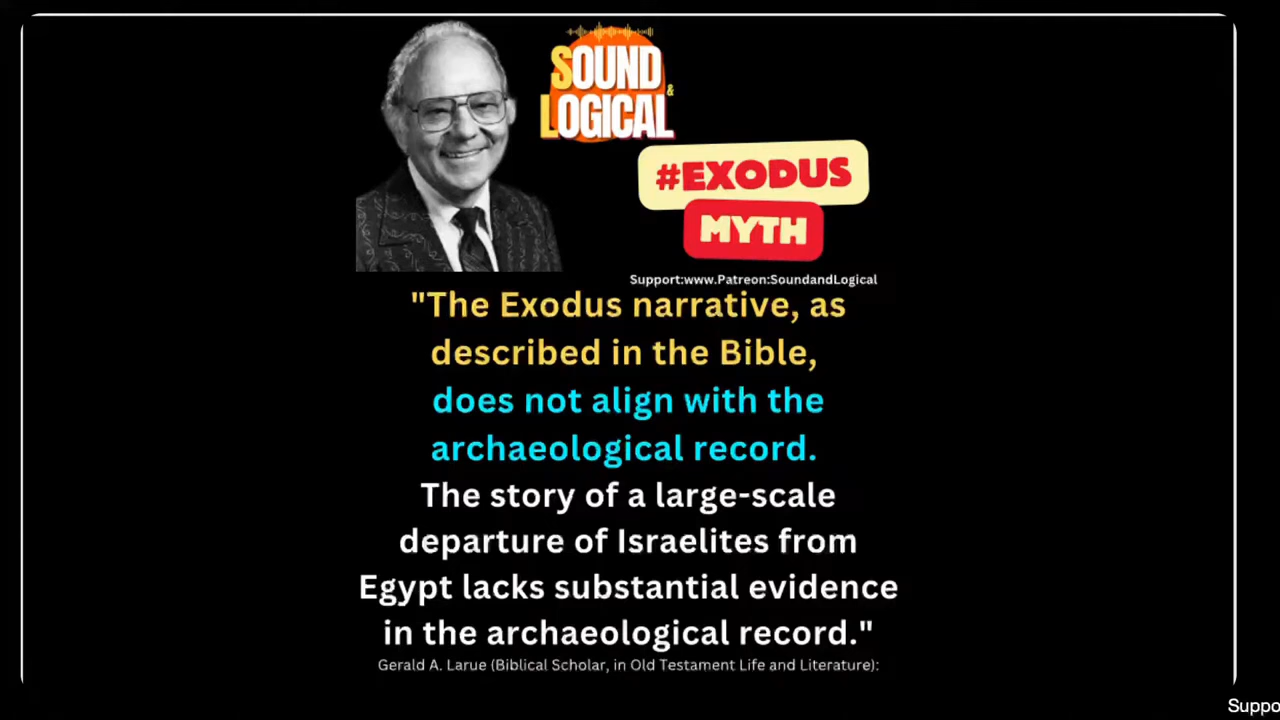 SOUND
&
LOGICAL
#EXODUS
MYTH
Support:www.Patreon:SoundandLogical
"The Exodus narrative, as
described in the Bible,
does not align with the
archaeological record.
The story of a large-scale
departure of Israelites from
Egypt lacks substantial evidence
in the archaeological record."
Gerald A. Larue (Biblical Scholar, in Old Testament Life and Literature):
Suppo